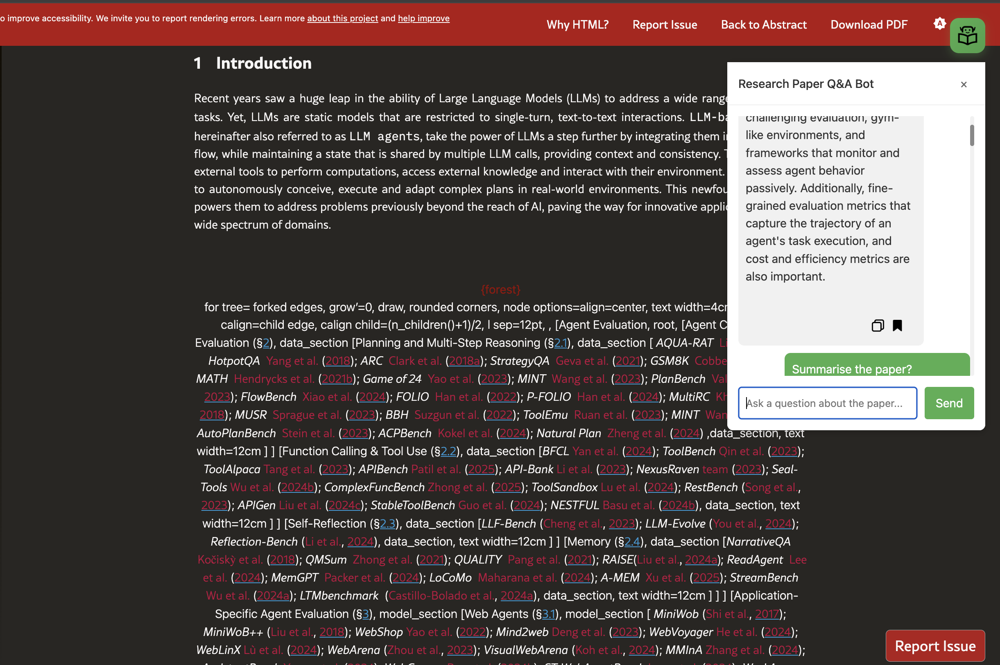 o improve accessibility. We invite you to report rendering errors. Learn more about this project and help improve
Why HTML?
Report Issue
Back to Abstract
Download PDF
A
1 Introduction
Recent years saw a huge leap in the ability of Large Language Models (LLMs) to address a wide range
tasks. Yet, LLMs are static models that are restricted to single-turn, text-to-text interactions. LLM-ba
hereinafter also referred to as LLM agents, take the power of LLMs a step further by integrating them i
flow, while maintaining a state that is shared by multiple LLM calls, providing context and consistency.
external tools to perform computations, access external knowledge and interact with their environment.
to autonomously conceive, execute and adapt complex plans in real-world environments. This newfou
powers them to address problems previously beyond the reach of AI, paving the way for innovative applic
wide spectrum of domains.
{forest}
for tree= forked edges, grow'=0, draw, rounded corners, node options=align=center, text width=4cm
calign=child edge, calign child=(n_children()+1)/2, l sep=12pt, , [Agent Evaluation, root, [Agent C
Evaluation (§2), data_section [Planning and Multi-Step Reasoning (§2.1), data_section [ AQUA-RAT Li
HotpotQA Yang et al. (2018); ARC Clark et al. (2018a); StrategyQA Geva et al. (2021); GSM8K Cobbe
MATH Hendrycks et al. (2021b); Game of 24 Yao et al. (2023); MINT Wang et al. (2023); PlanBench Val
2023); FlowBench Xiao et al. (2024); FOLIO Han et al. (2022); P-FOLIO Han et al. (2024); MultiRC Kh
2018); MUSR Sprague et al. (2023); BBH Suzgun et al. (2022); ToolEmu Ruan et al. (2023); MINT Wan
AutoPlanBench Stein et al. (2023); ACPBench Kokel et al. (2024); Natural Plan Zheng et al. (2024) ,data_section, text
width=12cm ] ] [Function Calling & Tool Use (§2.2), data_section [BFCL Yan et al. (2024); ToolBench Qin et al. (2023);
ToolAlpaca Tang et al. (2023); APIBench Patil et al. (2025); API-Bank Li et al. (2023); NexusRaven team (2023); Seal-
Tools Wu et al. (2024b); ComplexFuncBench Zhong et al. (2025); ToolSandbox Lu et al. (2024); RestBench (Song et al.,
2023); APIGen Liu et al. (2024c); StableToolBench Guo et al. (2024); NESTFUL Basu et al. (2024b), data_section, text
width=12cm ] ] [Self-Reflection (§2.3), data_section [LLF-Bench (Cheng et al., 2023); LLM-Evolve (You et al., 2024);
Reflection-Bench (Li et al., 2024), data_section, text width=12cm ] ] [Memory (§2.4), data_section [NarrativeQA
Kočiskỳ et al. (2018); QMSum Zhong et al. (2021); QUALITY Pang et al. (2021); RAISE(Liu et al., 2024a); ReadAgent Lee
et al. (2024); MemGPT Packer et al. (2024); LoCoMo Maharana et al. (2024); A-MEM Xu et al. (2025); StreamBench
Wu et al. (2024a); LTMbenchmark (Castillo-Bolado et al., 2024a), data_section, text width=12cm ] ] ] [Application-
Specific Agent Evaluation (§3), model_section [Web Agents (§3.1), model_section [ MiniWob (Shi et al., 2017);
MiniWoB++ (Liu et al., 2018); WebShop Yao et al. (2022); Mind2web Deng et al. (2023); WebVoyager He et al. (2024);
WebLinX Lù et al. (2024); WebArena (Zhou et al., 2023); VisualWebArena (Koh et al., 2024); MMInA Zhang et al. (2024);
Research Paper Q&A Bot
×
challenging evaluation, gym-
like environments, and
frameworks that monitor and
assess agent behavior
passively. Additionally, fine-
grained evaluation metrics that
capture the trajectory of an
agent's task execution, and
cost and efficiency metrics are
also important.
Summarise the paper?
Ask a question about the paper...
Send
Report Issue